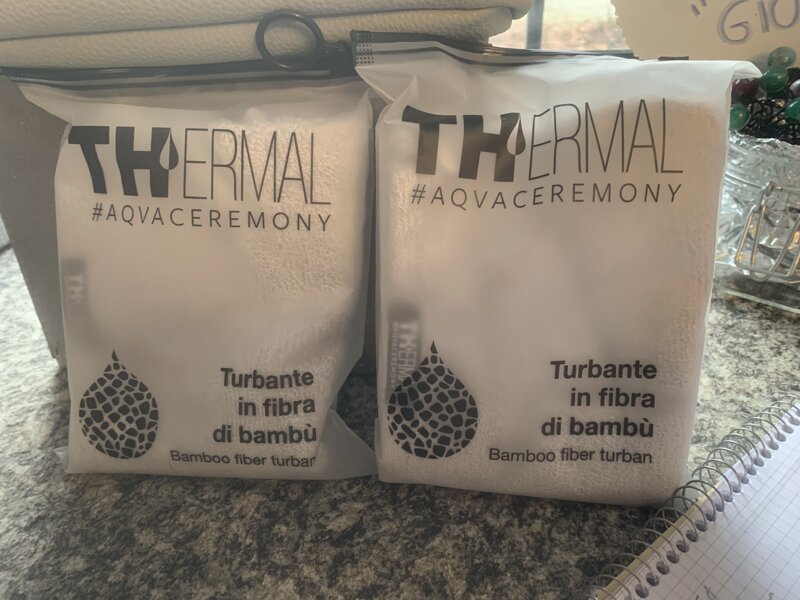 THERMAL
#AQVACEREMONY
Turbante
in fibra
di bambù
Bamboo fiber turban
THERMAL
#AQVACEREMONY
Turbante
in fibra
di bambù
Bamboo fiber turban
"GIO